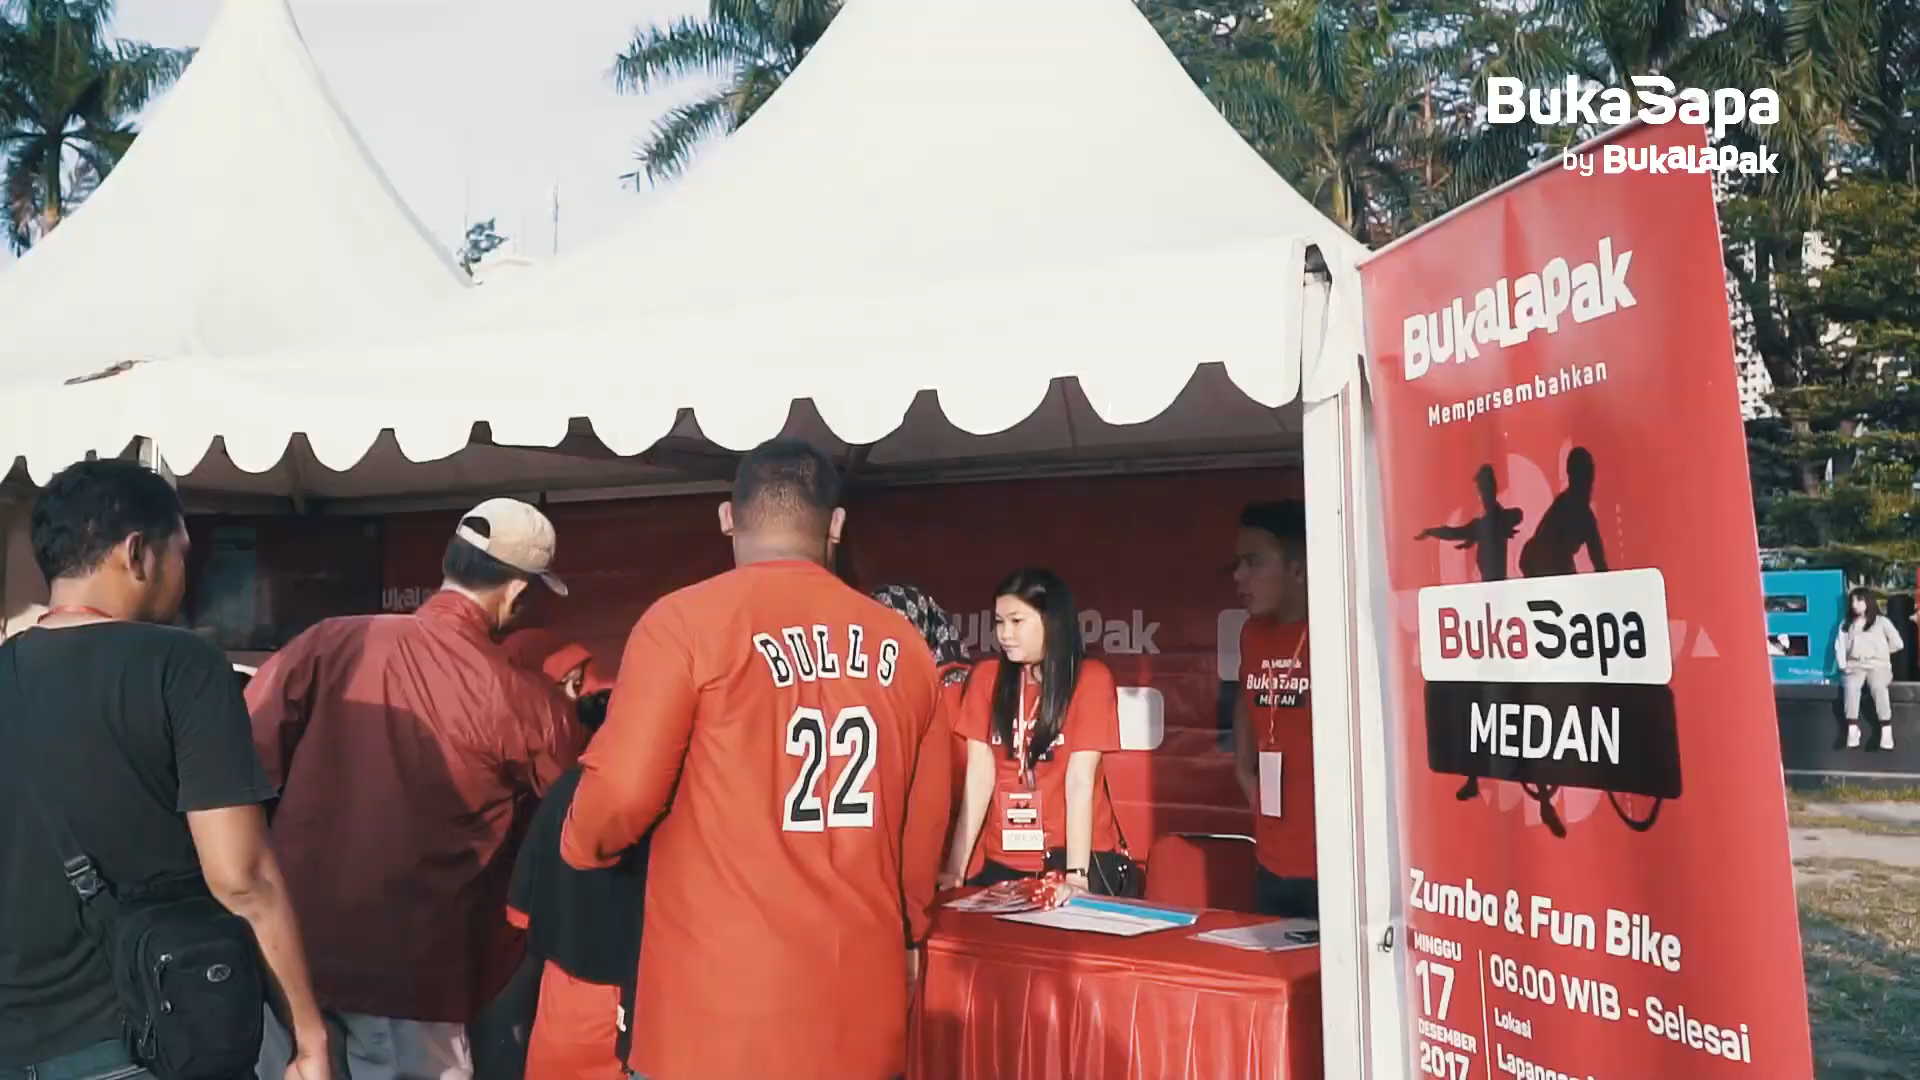 BukaSapa
by BukaLapak
BukaLapak
Mempersembahkan
BukaSapa
MEDAN
Zumba & Fun Bike
MINGGU
17
DESEMBER
2017
06.00 WIB - Selesai
Lokasi
Lapangan
BULLS
22
BukaSapa
MEDAN